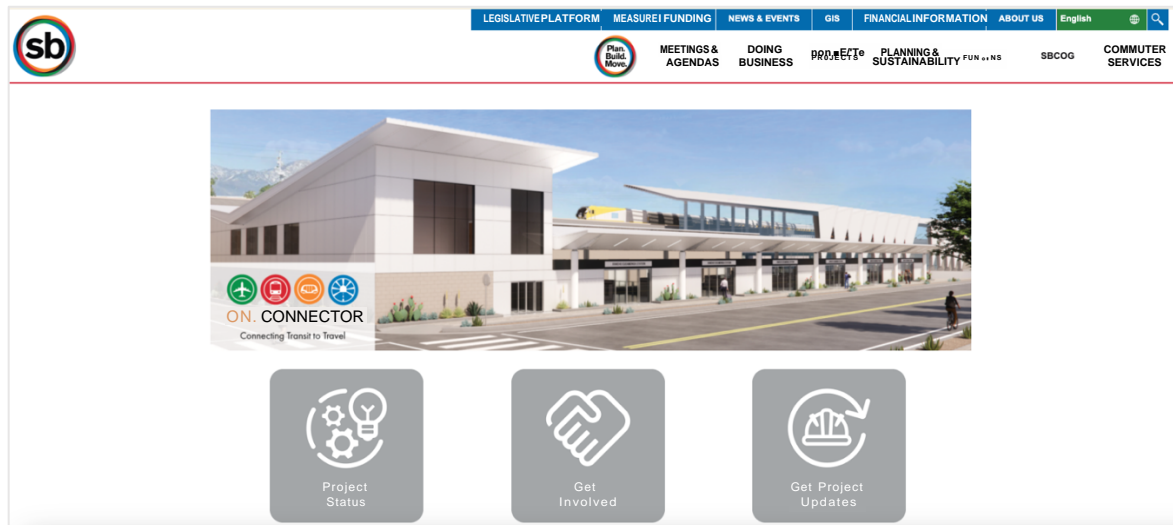 LEGISLATIVE PLATFORM MEASURE I FUNDING NEWS & EVENTS GIS FINANCIAL INFORMATION ABOUT US English
sb
Plan.
Build.
Move.
MEETINGS &
AGENDAS
DOING
BUSINESS
PROJECTS
PLANNING &
SUSTAINABILITY
SBCOG
COMMUTER
SERVICES
ON. CONNECTOR
Connecting Transit to Travel
Project
Status
Get
Involved
Get Project
Updates